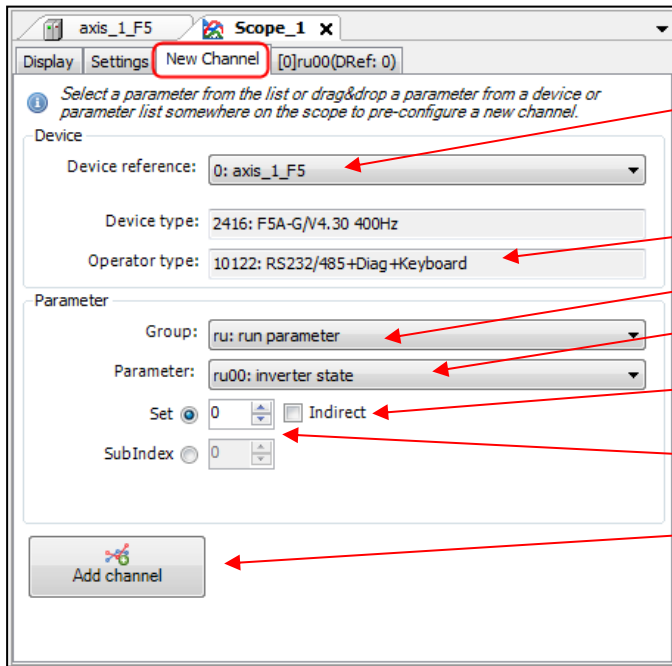 axis_1_F5 Scope_1 x
Display Settings New Channel [0]ru00(DRef: 0)
Select a parameter from the list or drag&drop a parameter from a device or
parameter list somewhere on the scope to pre-configure a new channel.
Device
Device reference: 0: axis_1_F5
Device type: 2416: F5A-G/V4.30 400Hz
Operator type: 10122: RS232/485+Diag+Keyboard
Parameter
Group: ru: run parameter
Parameter: ru00: inverter state
Set 0 Indirect
SubIndex 0
Add channel